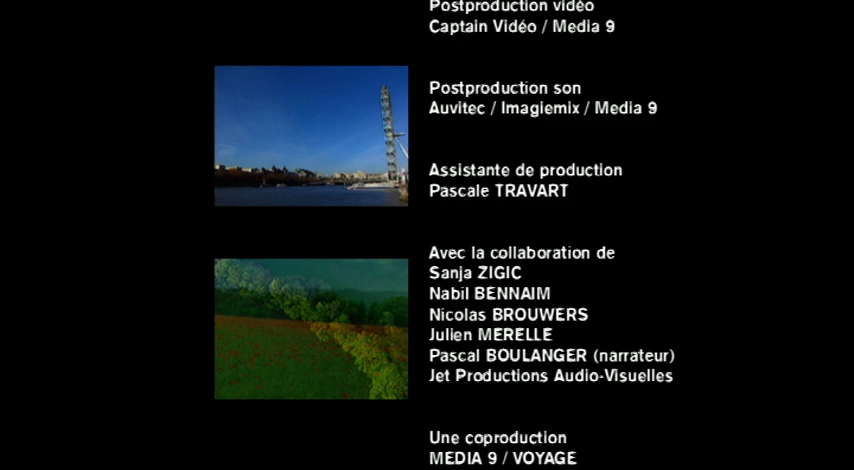 Postproduction vidéo
Captain Vidéo / Media 9
Postproduction son
Auvitec / Imagiemix / Media 9
Assistante de production
Pascale TRAVART
Avec la collaboration de
Sanja ZIGIC
Nabil BENNAIM
Nicolas BROUWERS
Julien MERELLE
Pascal BOULANGER (narrateur)
Jet Productions Audio-Visuelles
Une coproduction
MEDIA 9 / VOYAGE